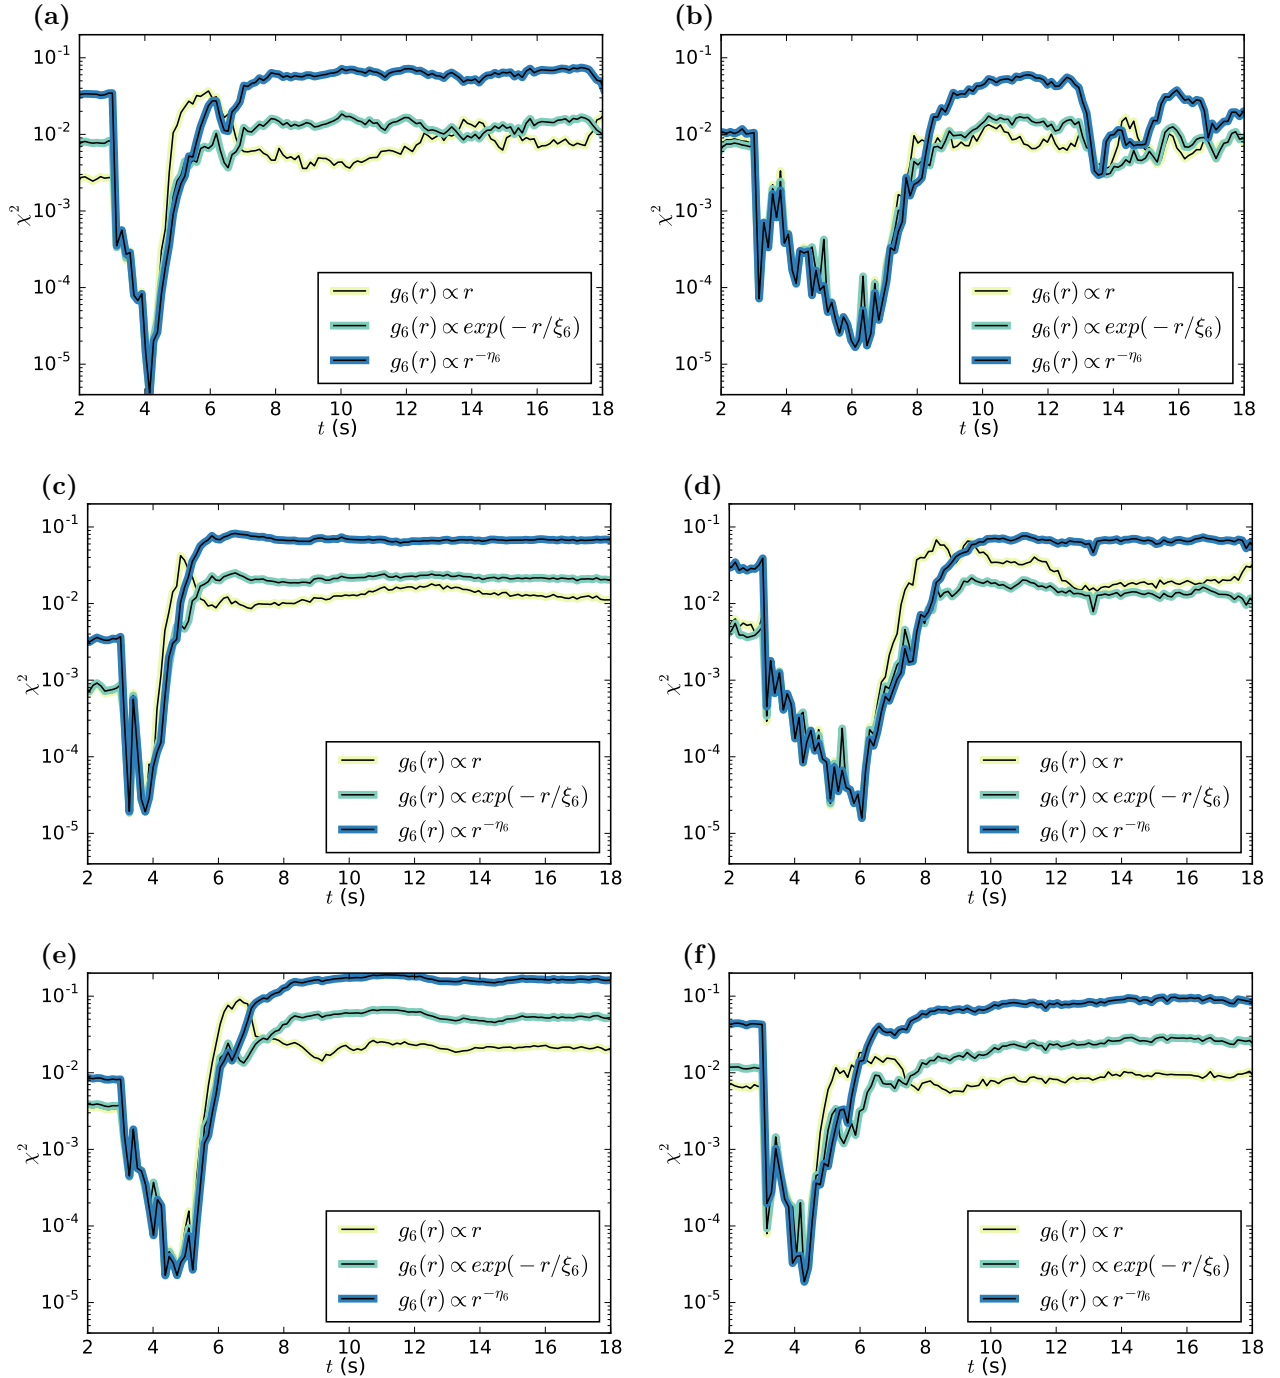 (a)
10⁻¹
10⁻²
10⁻³
10⁻⁴
10⁻⁵
χ²
g₆(r) ∝ r
g₆(r) ∝ exp(−r/ξ₆)
g₆(r) ∝ r^{−η₆}
2 4 6 8 10 12 14 16 18
t (s)
(b)
10⁻¹
10⁻²
10⁻³
10⁻⁴
10⁻⁵
χ²
g₆(r) ∝ r
g₆(r) ∝ exp(−r/ξ₆)
g₆(r) ∝ r^{−η₆}
2 4 6 8 10 12 14 16 18
t (s)
(c)
10⁻¹
10⁻²
10⁻³
10⁻⁴
10⁻⁵
χ²
g₆(r) ∝ r
g₆(r) ∝ exp(−r/ξ₆)
g₆(r) ∝ r^{−η₆}
2 4 6 8 10 12 14 16 18
t (s)
(d)
10⁻¹
10⁻²
10⁻³
10⁻⁴
10⁻⁵
χ²
g₆(r) ∝ r
g₆(r) ∝ exp(−r/ξ₆)
g₆(r) ∝ r^{−η₆}
2 4 6 8 10 12 14 16 18
t (s)
(e)
10⁻¹
10⁻²
10⁻³
10⁻⁴
10⁻⁵
χ²
g₆(r) ∝ r
g₆(r) ∝ exp(−r/ξ₆)
g₆(r) ∝ r^{−η₆}
2 4 6 8 10 12 14 16 18
t (s)
(f)
10⁻¹
10⁻²
10⁻³
10⁻⁴
10⁻⁵
χ²
g₆(r) ∝ r
g₆(r) ∝ exp(−r/ξ₆)
g₆(r) ∝ r^{−η₆}
2 4 6 8 10 12 14 16 18
t (s)